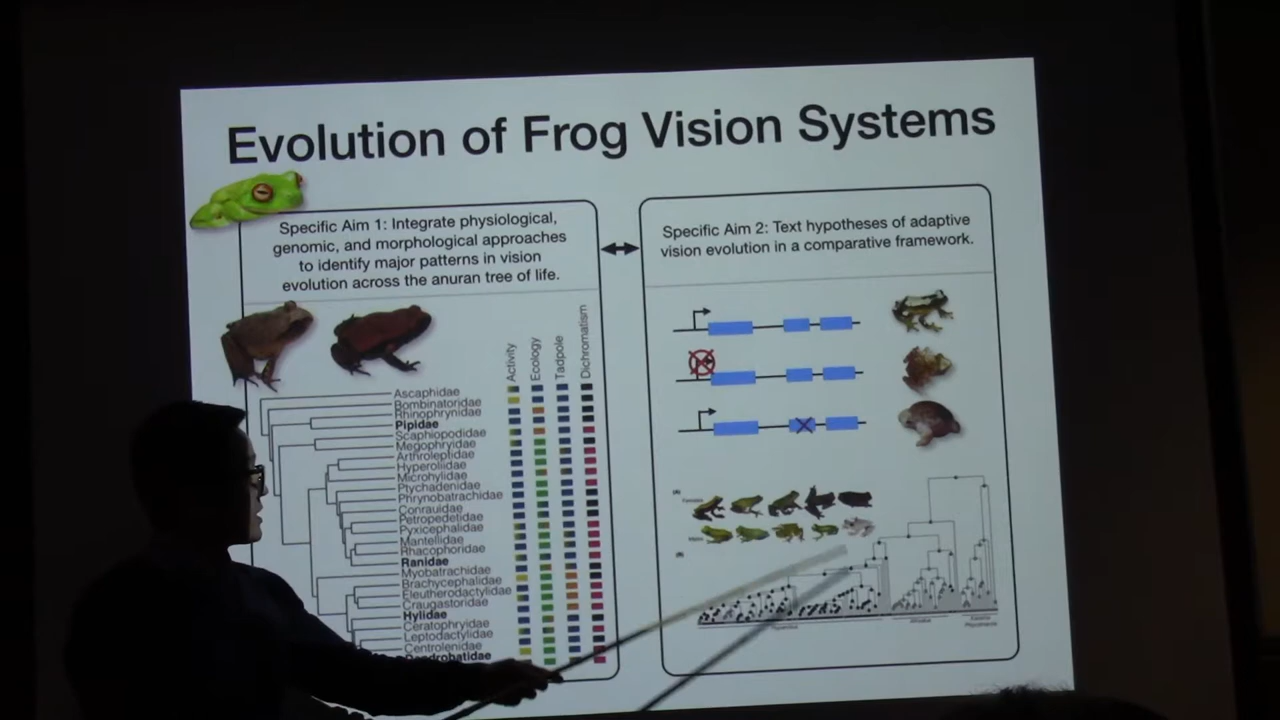 Evolution of Frog Vision Systems
Specific Aim 1: Integrate physiological,
genomic, and morphological approaches
to identify major patterns in vision
evolution across the anuran tree of life.
Activity
Ecology
Tadpole
Dichromatism
Ascaphidae
Bombinatoridae
Rhinophrynidae
Pipidae
Scaphiopodidae
Megophryidae
Arthroleptidae
Hyperoliidae
Microhylidae
Ptychadenidae
Phrynobatrachidae
Conrauidae
Petropedetidae
Pyxicephalidae
Mantellidae
Rhacophoridae
Ranidae
Myobatrachidae
Brachycephalidae
Eleutherodactylidae
Craugastoridae
Hylidae
Ceratophryidae
Leptodactylidae
Centrolenidae
Dendrobatidae
Specific Aim 2: Text hypotheses of adaptive
vision evolution in a comparative framework.
(A)
(B)